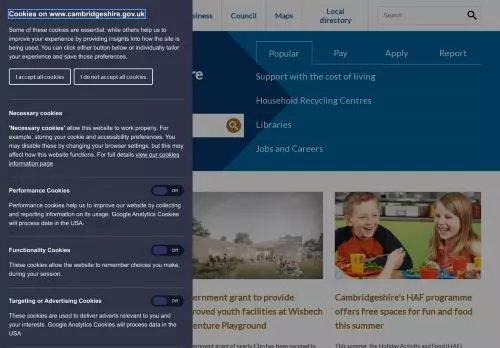 Cookies on www.cambridgeshire.gov.uk
Some of these cookies are essential, while others help us to
improve your experience by providing insights into how the site is
being used. You can click either button below or individually tailor
your experience and save those preferences.
I accept all cookies
I do not accept all cookies
Necessary cookies
'Necessary cookies' allow this website to work properly. For
example, storing your cookie and accessibility preferences. You
may disable these by changing your browser settings, but this may
affect how this website functions. For full details view our cookies
information page.
Performance Cookies
Off
Performance cookies help us to improve our website by collecting
and reporting information on its usage. Google Analytics Cookies
will process data in the USA.
Functionality Cookies
Off
These cookies allow the website to remember choices you make,
during your session.
Targeting or Advertising Cookies
Off
These cookies are used to deliver adverts relevant to you and
your interests. Google Analytics Cookies will process data in the
USA.
siness
Council
Maps
Local
directory
Search
re
Popular
Pay
Apply
Report
Support with the cost of living
Household Recycling Centres
Libraries
Jobs and Careers
ernment grant to provide
roved youth facilities at Wisbech
enture Playground
Cambridgeshire's HAF programme
offers free spaces for fun and food
this summer
ernment grant of nearly £1m has been secured to
This summer, the Holiday Activity and Food (HAF)